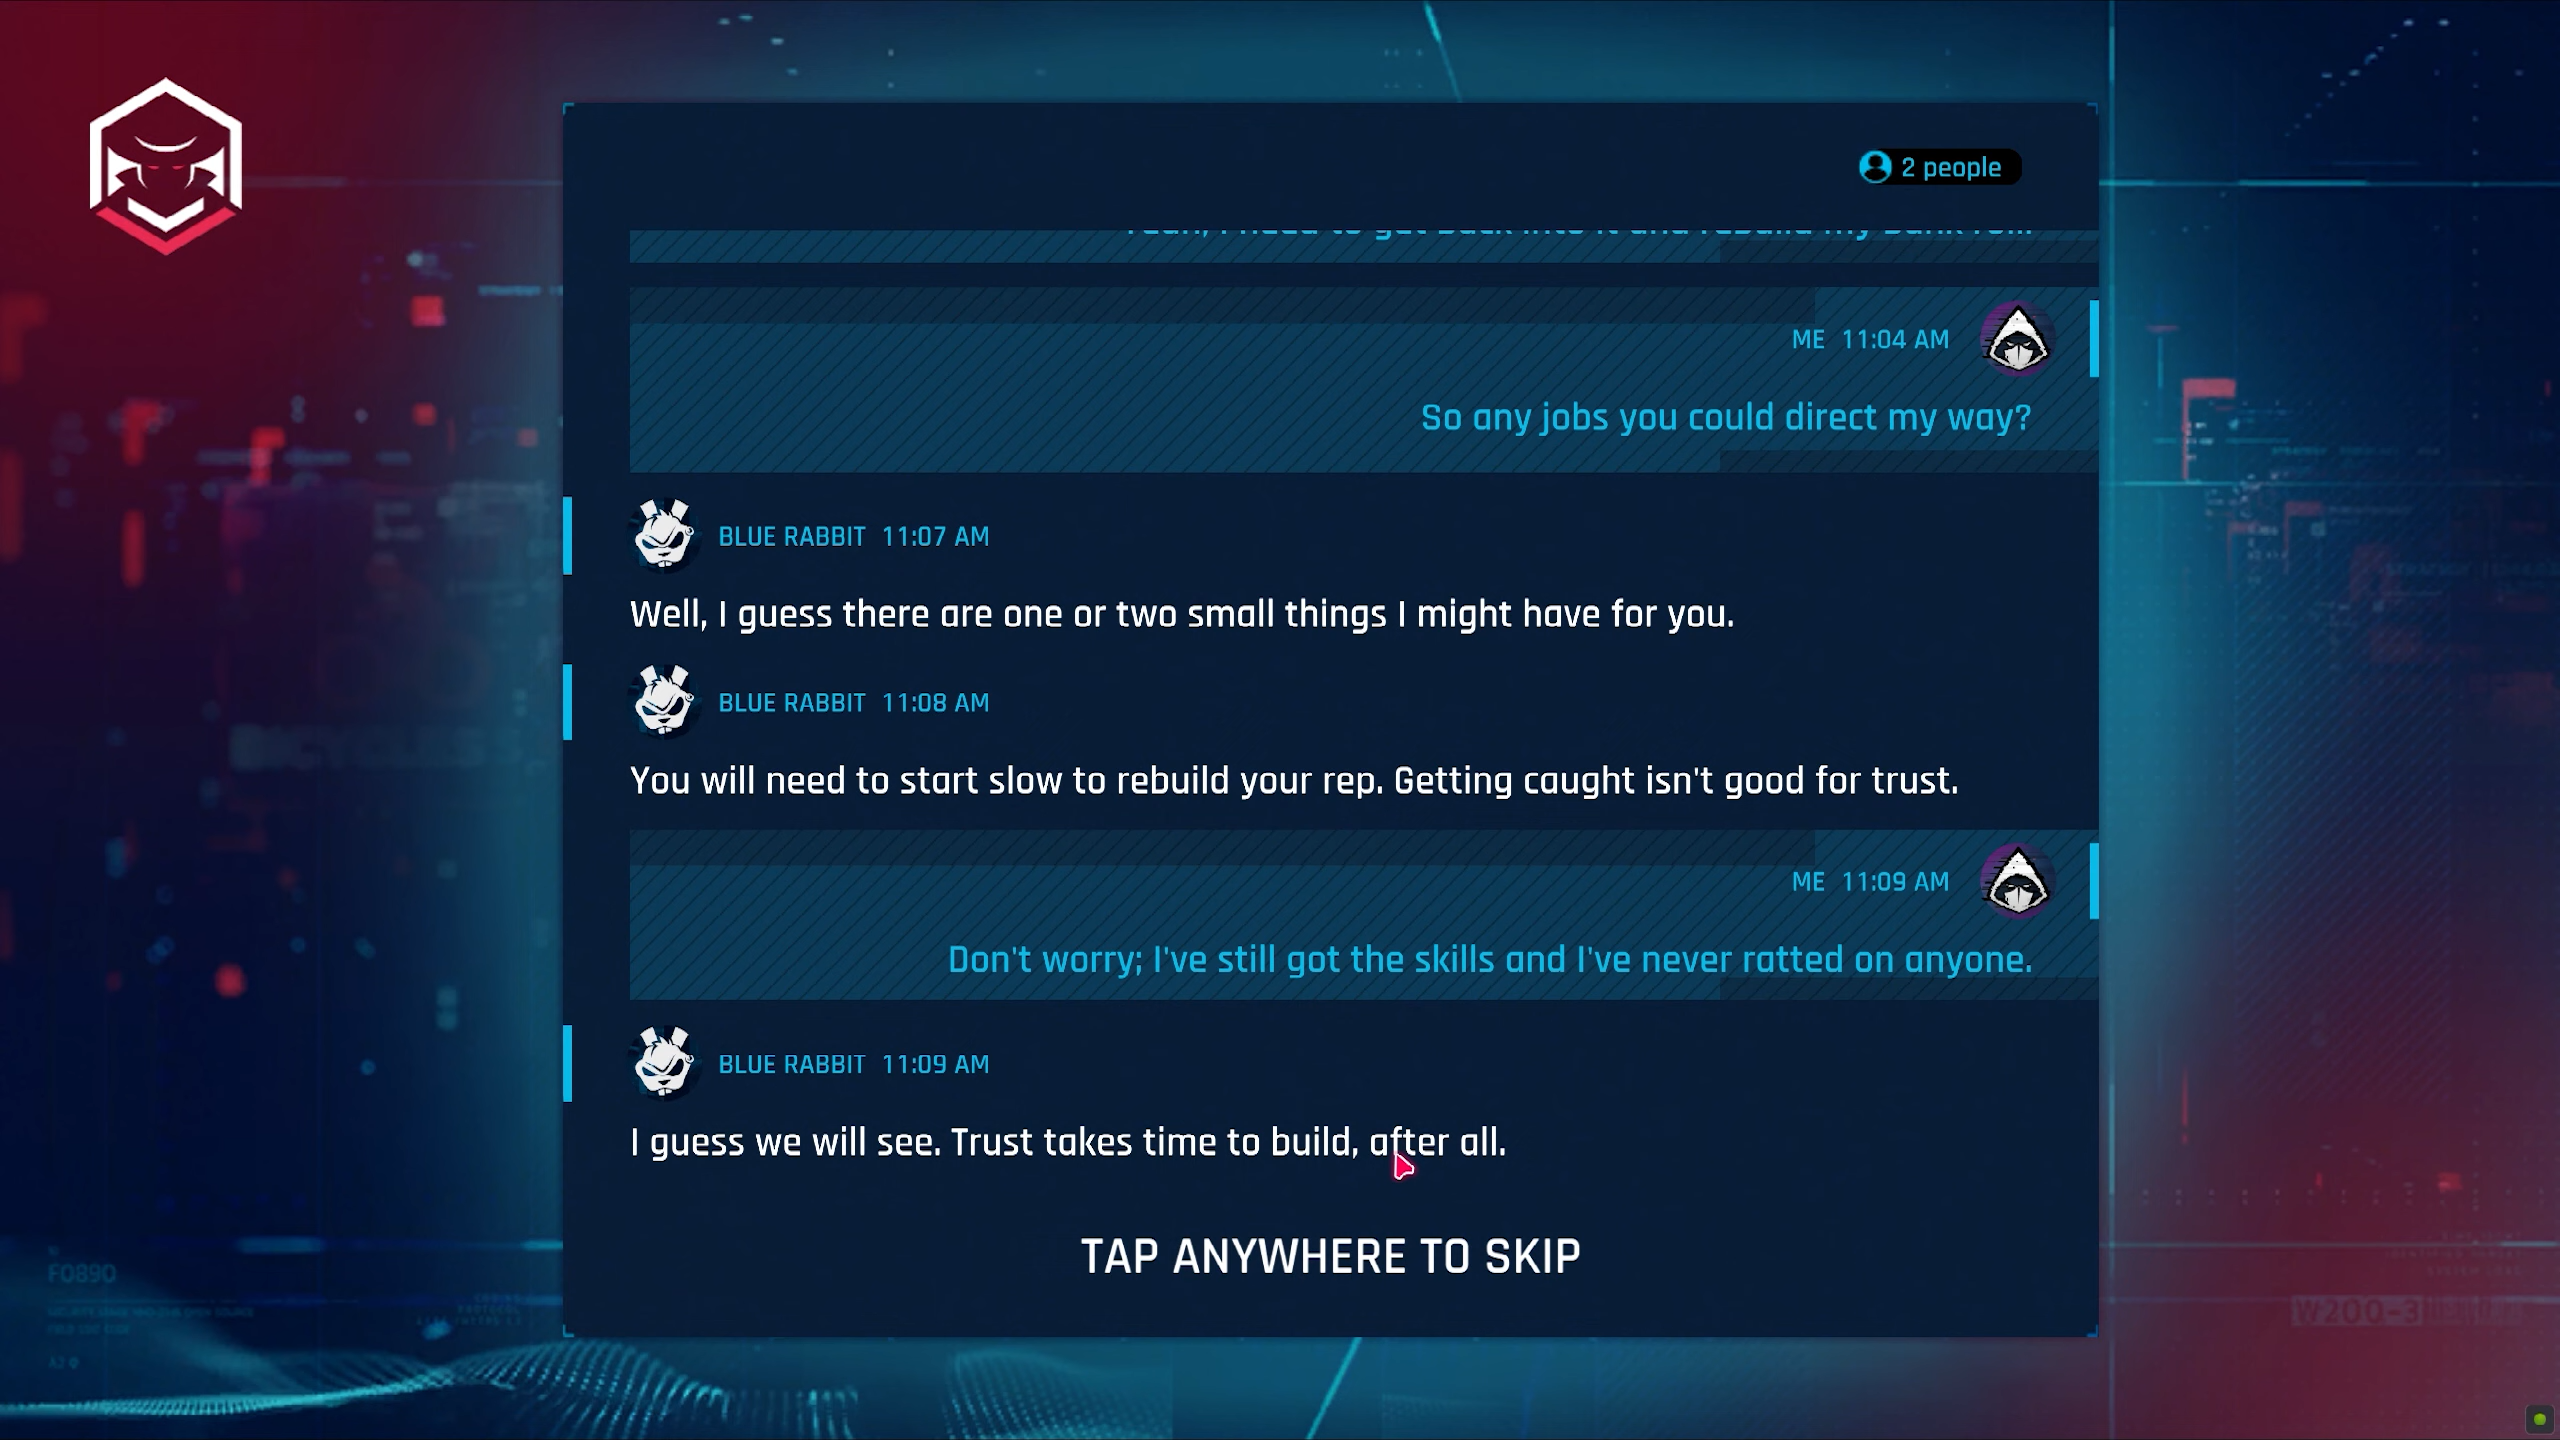 2 people
ME 11:04 AM
So any jobs you could direct my way?
BLUE RABBIT 11:07 AM
Well, I guess there are one or two small things I might have for you.
BLUE RABBIT 11:08 AM
You will need to start slow to rebuild your rep. Getting caught isn't good for trust.
ME 11:09 AM
Don't worry; I've still got the skills and I've never ratted on anyone.
BLUE RABBIT 11:09 AM
I guess we will see. Trust takes time to build, after all.
TAP ANYWHERE TO SKIP
F0890
W200-3